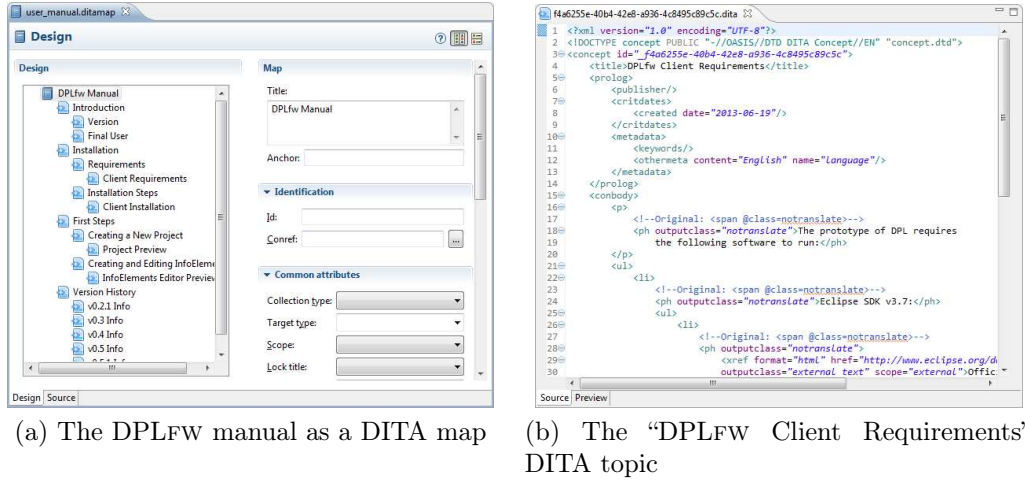 user_manual.ditamap
Design
Design
DPLfw Manual
Introduction
Version
Final User
Installation
Requirements
Client Requirements
Installation Steps
Client Installation
First Steps
Creating a New Project
Project Preview
Creating and Editing InfoEleme
InfoElements Editor Preview
Version History
v0.2.1 Info
v0.3 Info
v0.4 Info
v0.5 Info
Map
Title:
DPLfw Manual
Anchor:
Identification
Id:
Conref:
...
Common attributes
Collection type:
Target type:
Scope:
Lock title:
Design Source
(a) The DPLFW manual as a DITA map
f4a6255e-40b4-42e8-a936-4c8495c89c5c.dita
1 <?xml version="1.0" encoding="UTF-8"?>
2 <!DOCTYPE concept PUBLIC "-//OASIS//DTD DITA Concept//EN" "concept.dtd">
3 <concept id="_f4a6255e-40b4-42e8-a936-4c8495c89c5c">
4 <title>DPLfw Client Requirements</title>
5 <prolog>
6 <publisher/>
7 <critdates>
8 <created date="2013-06-19"/>
9 </critdates>
10 <metadata>
11 <keywords/>
12 <othermeta content="English" name="language"/>
13 </metadata>
14 </prolog>
15 <conbody>
16 <p>
17 <!--Original: <span @class=notranslate>-->
18 <ph outputclass="notranslate">The prototype of DPL requires
19 the following software to run:</ph>
20 </p>
21 <ul>
22 <li>
23 <!--Original: <span @class=notranslate>-->
24 <ph outputclass="notranslate">Eclipse SDK v3.7:</ph>
25 <ul>
26 <li>
27 <!--Original: <span @class=notranslate>-->
28 <ph outputclass="notranslate">
29 <xref format="html" href="http://www.eclipse.org/d
30 outputclass="external text" scope="external">Offic
Source Preview
(b) The “DPLFW Client Requirements”
DITA topic